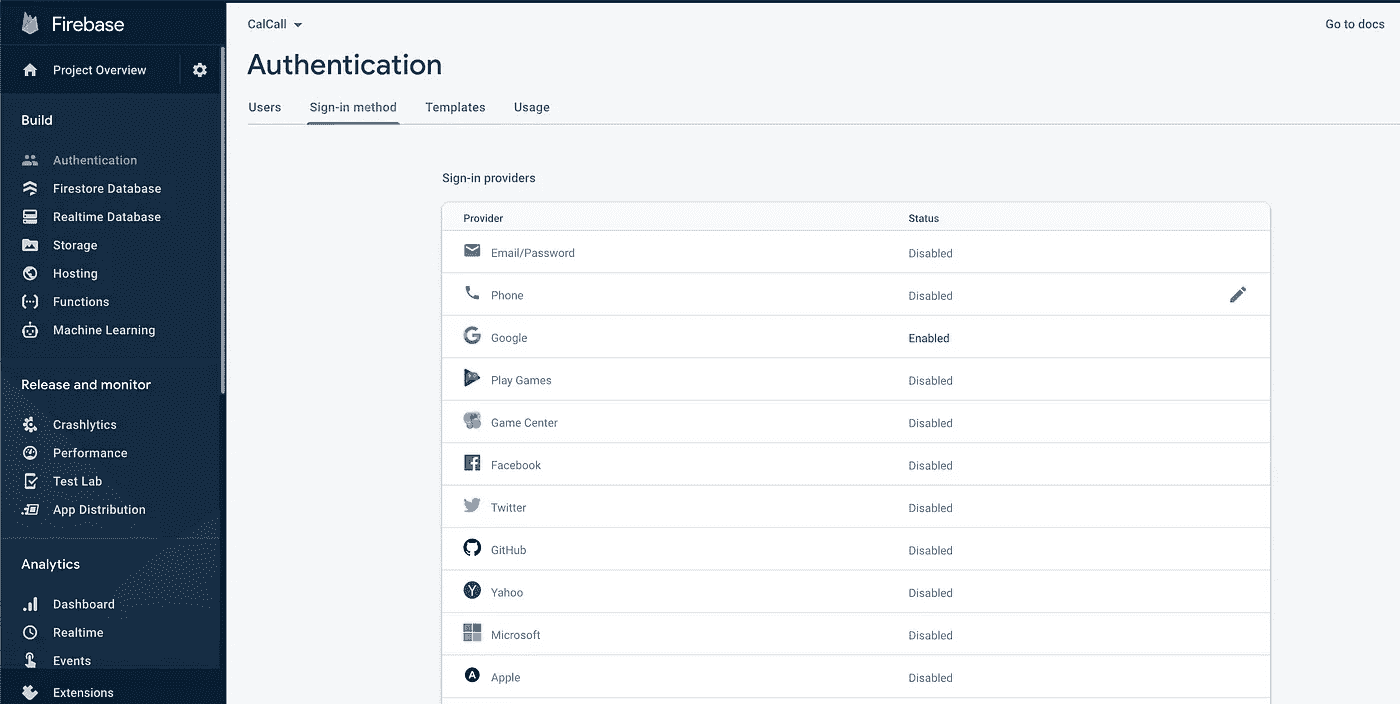 Firebase
Project Overview
Build
Authentication
Firestore Database
Realtime Database
Storage
Hosting
Functions
Machine Learning
Release and monitor
Crashlytics
Performance
Test Lab
App Distribution
Analytics
Dashboard
Realtime
Events
Extensions
CalCall
Go to docs
Authentication
Users Sign-in method Templates Usage
Sign-in providers
Provider Status
Email/Password Disabled
Phone Disabled
Google Enabled
Play Games Disabled
Game Center Disabled
Facebook Disabled
Twitter Disabled
GitHub Disabled
Yahoo Disabled
Microsoft Disabled
Apple Disabled